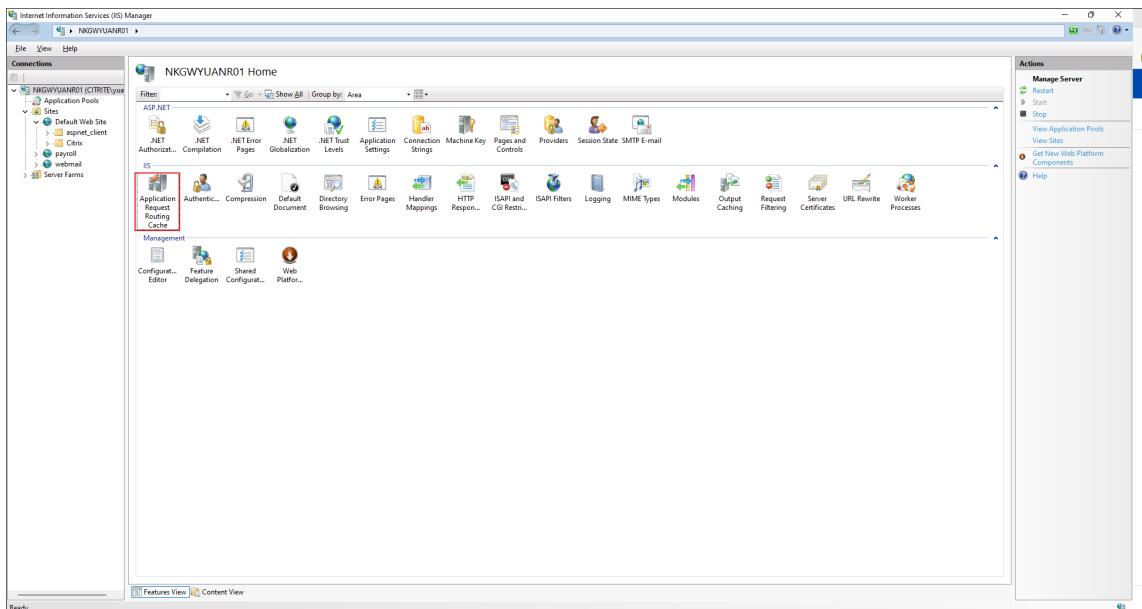 Internet Information Services (IIS) Manager
NKGWYUANR01
File View Help
Connections
NKGWYUANR01 (CITRITE\yua
Application Pools
Sites
Default Web Site
aspnet_client
Citrix
payroll
webmail
Server Farms
NKGWYUANR01 Home
Filter: Go Show All Group by: Area
ASP.NET
.NET Authorizat...
.NET Compilation
.NET Error Pages
.NET Globalization
.NET Trust Levels
Application Settings
Connection Strings
Machine Key
Pages and Controls
Providers
Session State
SMTP E-mail
IIS
Application Request Routing Cache
Authentic...
Compression
Default Document
Directory Browsing
Error Pages
Handler Mappings
HTTP Respon...
ISAPI and CGI Restri...
ISAPI Filters
Logging
MIME Types
Modules
Output Caching
Request Filtering
Server Certificates
URL Rewrite
Worker Processes
Management
Configurat... Editor
Feature Delegation
Shared Configurat...
Web Platfor...
Features View Content View
Ready
Actions
Manage Server
Restart
Start
Stop
View Application Pools
View Sites
Get New Web Platform
Components
Help